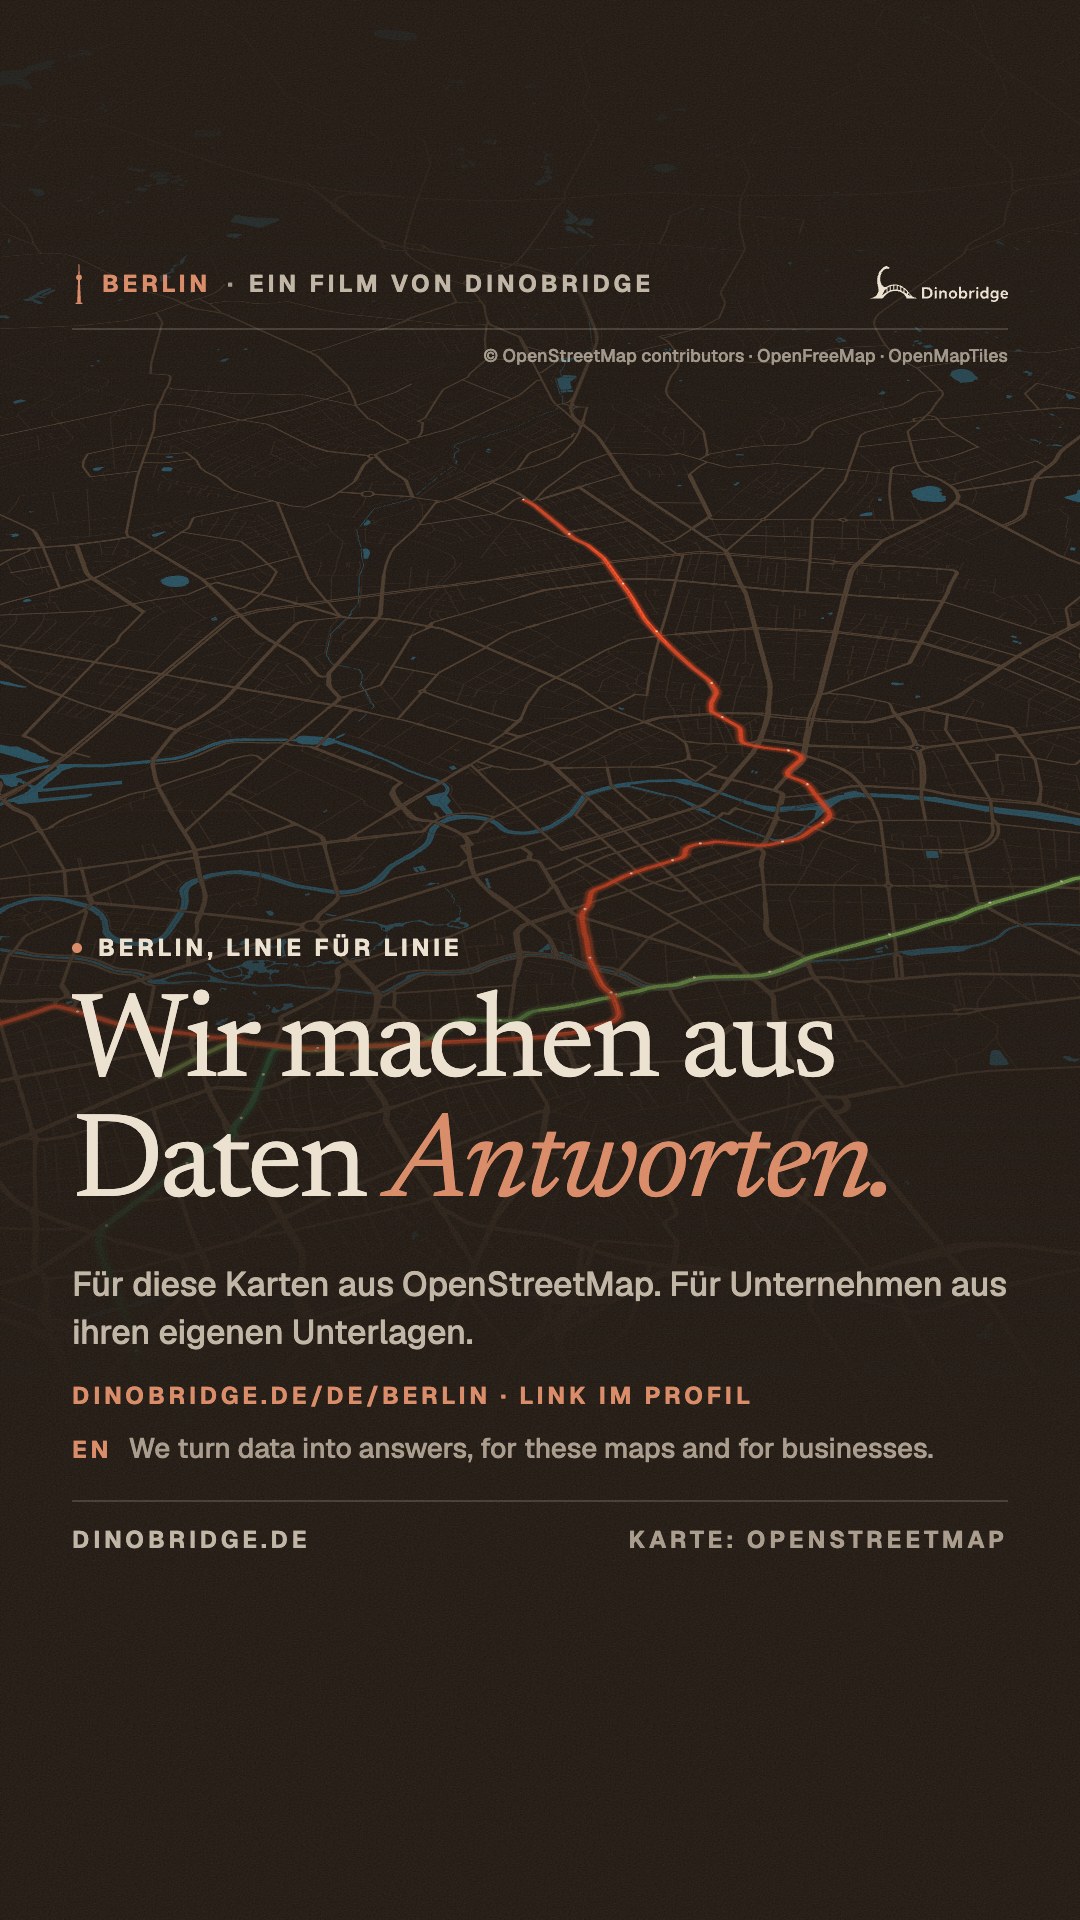 BERLIN · EIN FILM VON DINOBRIDGE
Dinobridge
© OpenStreetMap contributors · OpenFreeMap · OpenMapTiles
BERLIN, LINIE FÜR LINIE
Wir machen aus
Daten Antworten.
Für diese Karten aus OpenStreetMap. Für Unternehmen aus
ihren eigenen Unterlagen.
DINOBRIDGE.DE/DE/BERLIN · LINK IM PROFIL
EN We turn data into answers, for these maps and for businesses.
DINOBRIDGE.DE
KARTE: OPENSTREETMAP